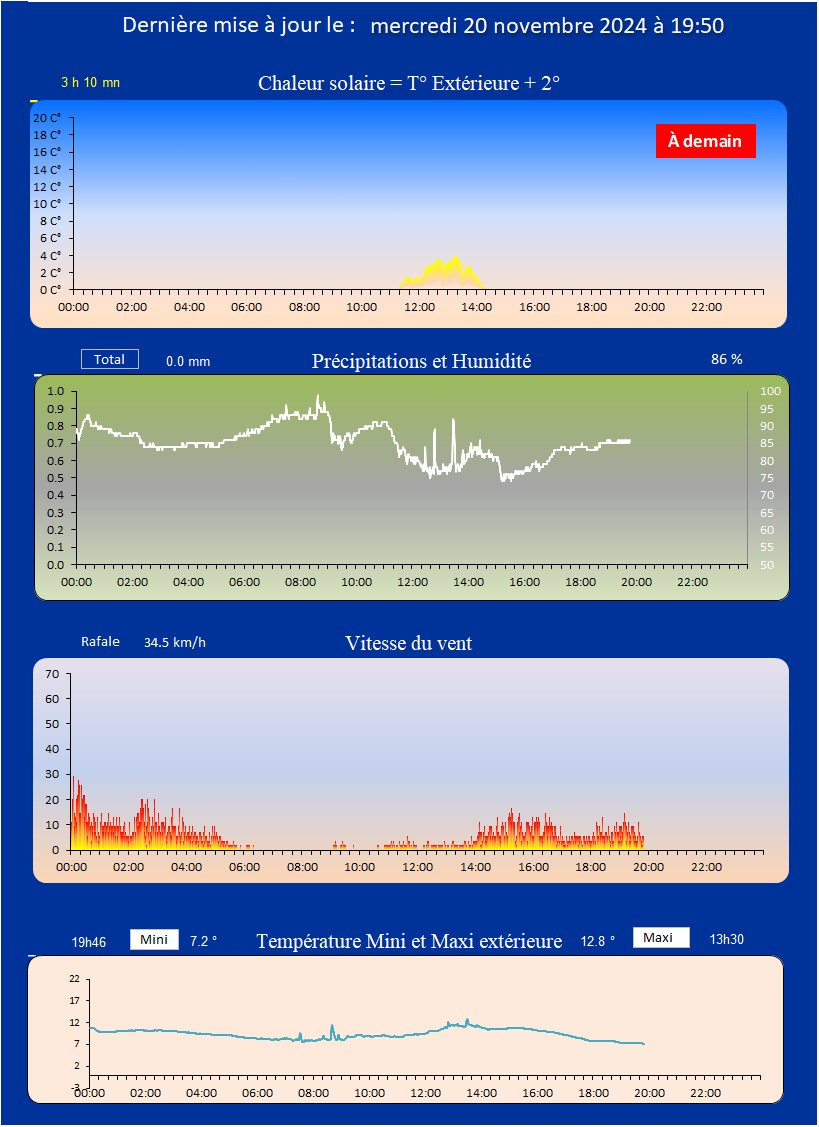 Dernière mise à jour le : mercredi 20 novembre 2024 à 19:50
3 h 10 mn Chaleur solaire = T° Extérieure + 2°
À demain
20 C°
18 C°
16 C°
14 C°
12 C°
10 C°
8 C°
6 C°
4 C°
2 C°
0 C°
00:00 02:00 04:00 06:00 08:00 10:00 12:00 14:00 16:00 18:00 20:00 22:00
Total 0.0 mm Précipitations et Humidité 86 %
1.0 100
0.9 95
0.8 90
0.7 85
0.6 80
0.5 75
0.4 70
0.3 65
0.2 60
0.1 55
0.0 50
00:00 02:00 04:00 06:00 08:00 10:00 12:00 14:00 16:00 18:00 20:00 22:00
Rafale 34.5 km/h Vitesse du vent
70
60
50
40
30
20
10
0
00:00 02:00 04:00 06:00 08:00 10:00 12:00 14:00 16:00 18:00 20:00 22:00
19h46 Mini 7.2 ° Température Mini et Maxi extérieure 12.8 ° Maxi 13h30
22
17
12
7
2
-3
00:00 02:00 04:00 06:00 08:00 10:00 12:00 14:00 16:00 18:00 20:00 22:00